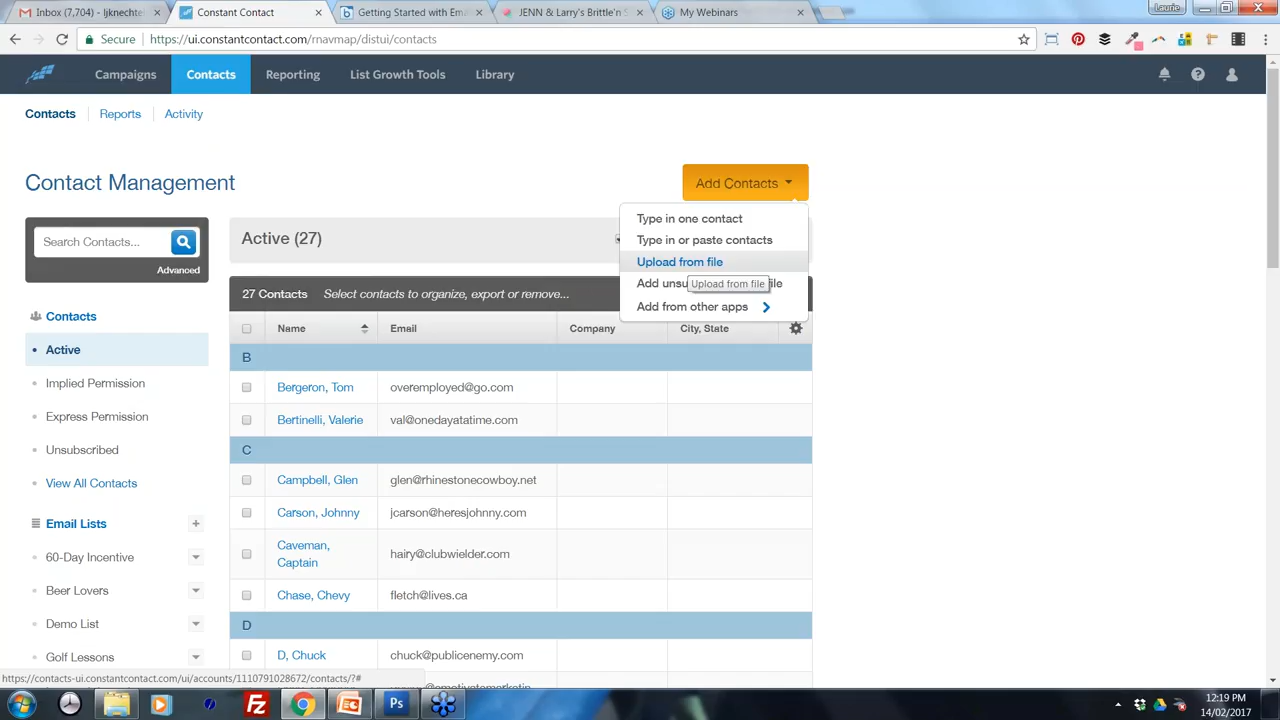 Inbox (7,704) - ljknechte
Constant Contact
Getting Started with Ema
JENN & Larry's Brittle'n S
My Webinars
Laurie
Secure
https://ui.constantcontact.com/rnavmap/distui/contacts
Campaigns
Contacts
Reporting
List Growth Tools
Library
Contacts
Reports
Activity
Contact Management
Add Contacts
Type in one contact
Type in or paste contacts
Upload from file
Add unsu
Upload from file
ile
Add from other apps
Search Contacts...
Advanced
Active (27)
27 Contacts
Select contacts to organize, export or remove...
Name
Email
Company
City, State
Contacts
Active
Implied Permission
Express Permission
Unsubscribed
View All Contacts
Email Lists
60-Day Incentive
Beer Lovers
Demo List
Golf Lessons
B
Bergeron, Tom
overemployed@go.com
Bertinelli, Valerie
val@onedayatatime.com
C
Campbell, Glen
glen@rhinestonecowboy.net
Carson, Johnny
jcarson@heresjohnny.com
Caveman,
Captain
hairy@clubwielder.com
Chase, Chevy
fletch@lives.ca
D
D, Chuck
chuck@publicenemy.com
https://contacts-ui.constantcontact.com/ui/accounts/1110791028672/contacts/?#
Fz
Ps
12:19 PM
14/02/2017